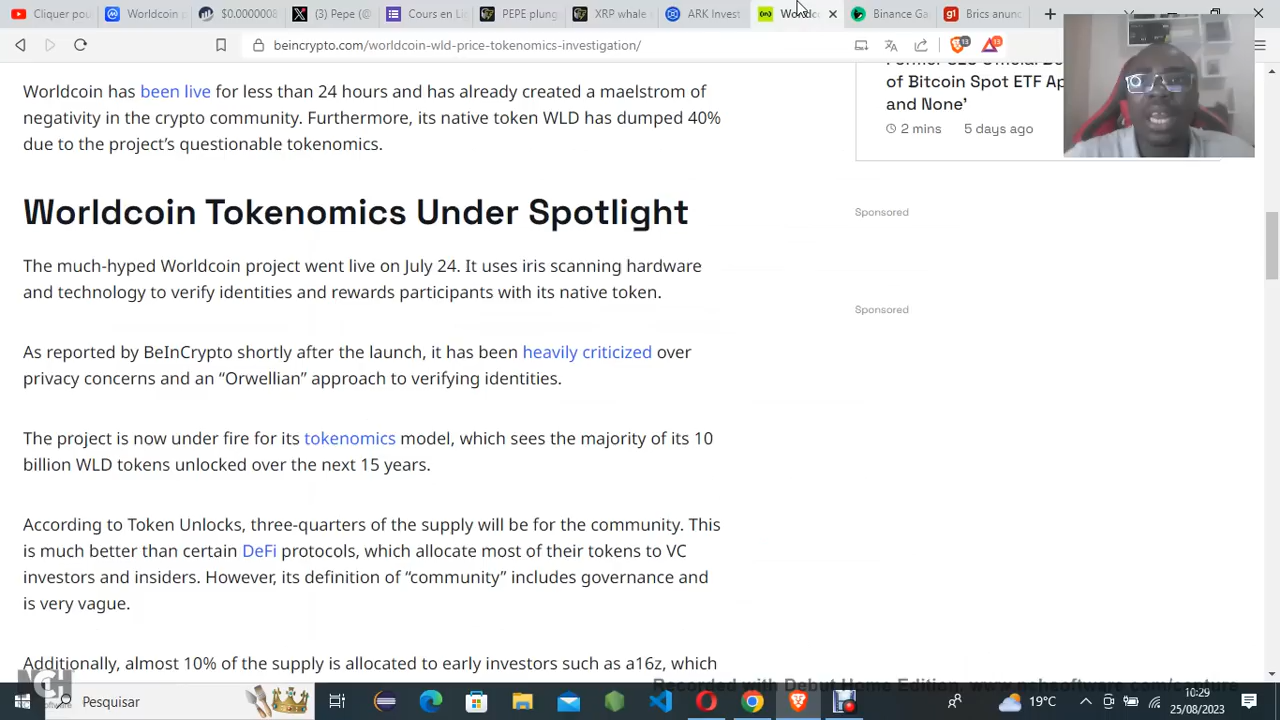 Clique pou
Worldcoin p
$0.0000008
3) Pepe (@
Cosmos en
PEPE plung
XRP whale
ARK Invest
Worldc
Binance Ga
Brics anunc
beincrypto.com/worldcoin-wd-price-tokenomics-investigation/
13
13
of Bitcoin Spot ETF Ap
and None'
2 mins 5 days ago
Worldcoin has been live for less than 24 hours and has already created a maelstrom of
negativity in the crypto community. Furthermore, its native token WLD has dumped 40%
due to the project's questionable tokenomics.
Worldcoin Tokenomics Under Spotlight
Sponsored
The much-hyped Worldcoin project went live on July 24. It uses iris scanning hardware
and technology to verify identities and rewards participants with its native token.
Sponsored
As reported by BeInCrypto shortly after the launch, it has been heavily criticized over
privacy concerns and an “Orwellian” approach to verifying identities.
The project is now under fire for its tokenomics model, which sees the majority of its 10
billion WLD tokens unlocked over the next 15 years.
According to Token Unlocks, three-quarters of the supply will be for the community. This
is much better than certain DeFi protocols, which allocate most of their tokens to VC
investors and insiders. However, its definition of “community” includes governance and
is very vague.
Additionally, almost 10% of the supply is allocated to early investors such as a16z, which
NCH
Recorded with Debut Home Edition, www.nchsoftware.com/capture
esquisar
19°C
10:29
25/08/2023